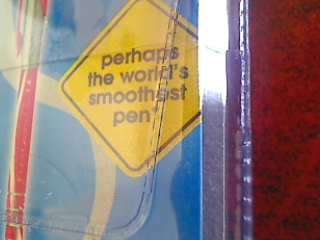 perhaps
the world's
smoothest
pen